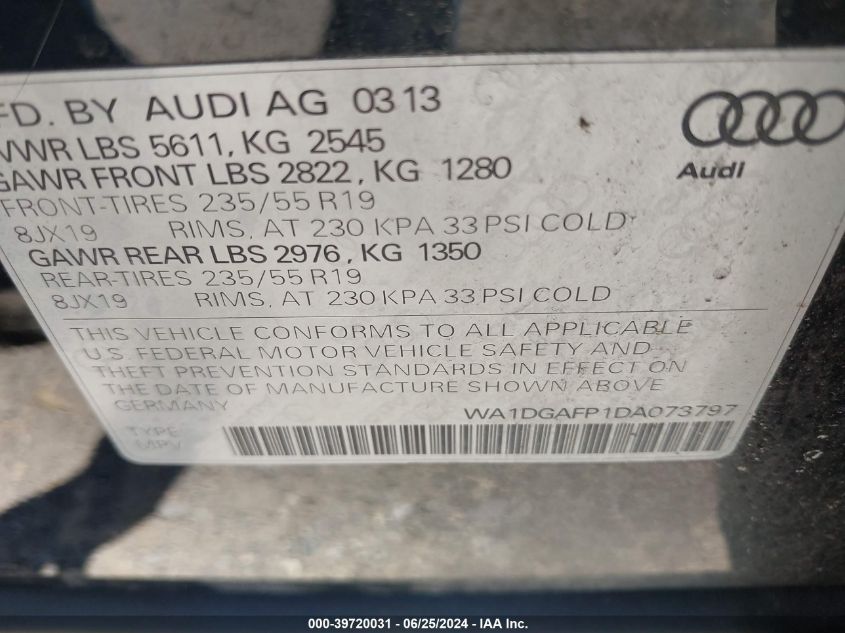 FD. BY AUDI AG 0313
VWR LBS 5611, KG 2545
GAWR FRONT LBS 2822, KG 1280
FRONT-TIRES 235/55 R19
8JX19 RIMS, AT 230 KPA 33 PSI COLD
GAWR REAR LBS 2976, KG 1350
REAR-TIRES 235/55 R19
8JX19 RIMS, AT 230 KPA 33 PSI COLD
Audi
THIS VEHICLE CONFORMS TO ALL APPLICABLE
U.S. FEDERAL MOTOR VEHICLE SAFETY AND
THEFT PREVENTION STANDARDS IN EFFECT ON
THE DATE OF MANUFACTURE SHOWN ABOVE
GERMANY WA1DGAFP1DA073797
TYPE
MPV
000-39720031 - 06/25/2024 - IAA Inc.